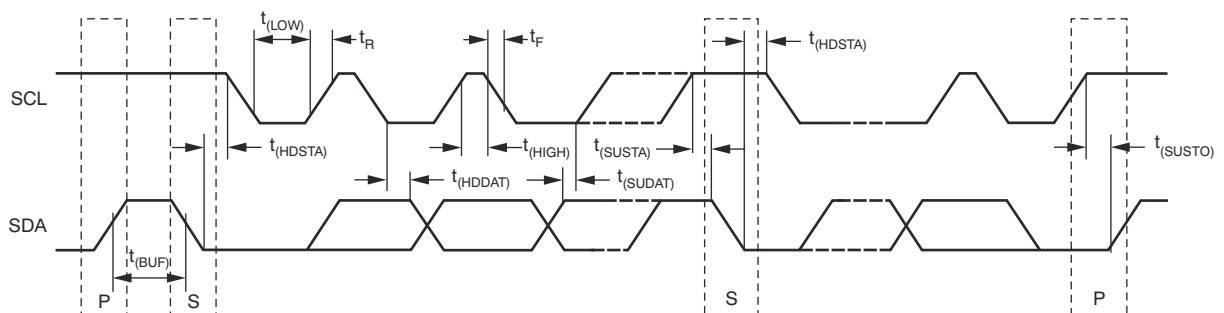 t(LOW)
tR
tF
t(HDSTA)
SCL
t(HDSTA)
t(HIGH)
t(SUSTA)
t(SUSTO)
t(HDDAT)
t(SUDAT)
SDA
t(BUF)
P
S
S
P